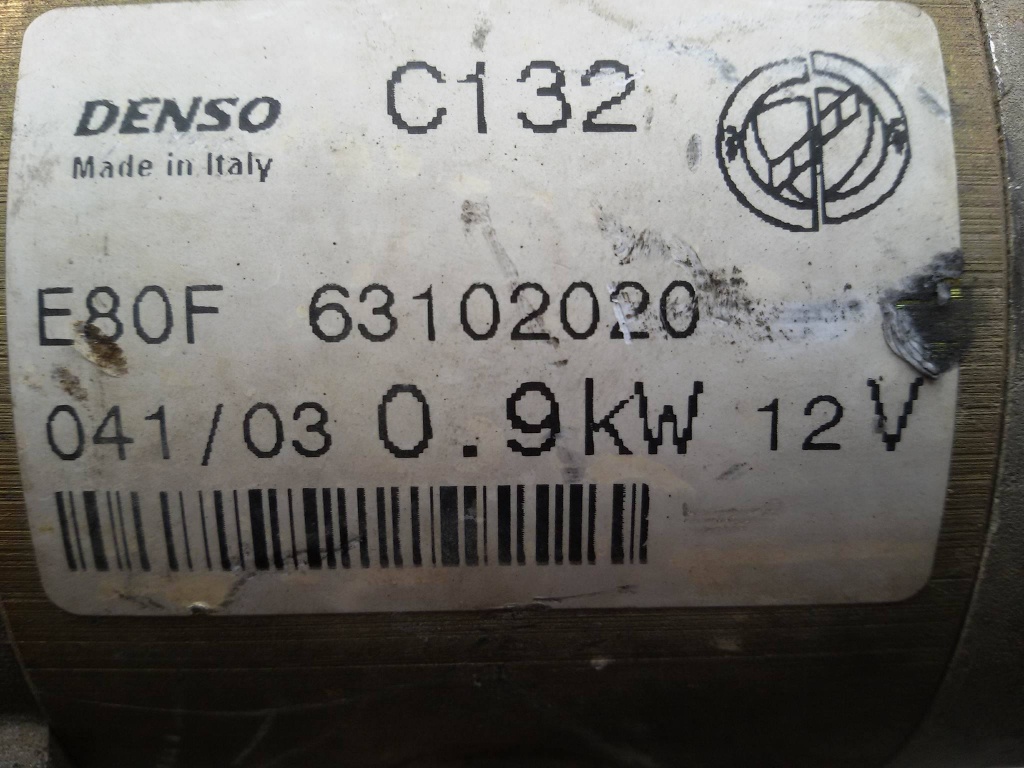 DENSO C132
Made in Italy
E80F 63102020
041/03 0.9kW 12V